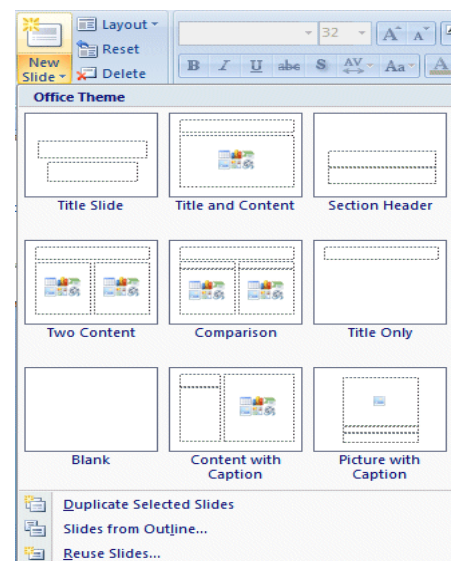 Layout
Reset
Delete
New
Slide
32
A A
B I U abc S AV Aa A
Office Theme
Title Slide Title and Content Section Header
Two Content Comparison Title Only
Blank Content with Caption Picture with Caption
Duplicate Selected Slides
Slides from Outline...
Reuse Slides...